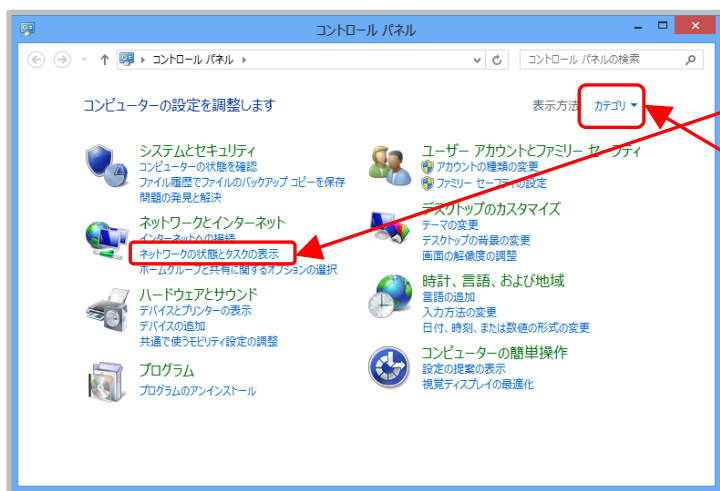 コントロール パネル
コントロール パネル
コントロール パネルの検索
コンピューターの設定を調整します
表示方法: カテゴリ
システムとセキュリティ
コンピューターの状態を確認
ファイル履歴でファイルのバックアップ コピーを保存
問題の発見と解決
ネットワークとインターネット
インターネットへの接続
ネットワークの状態とタスクの表示
ホームグループと共有に関するオプションの選択
ハードウェアとサウンド
デバイスとプリンターの表示
デバイスの追加
共通で使うモビリティ設定の調整
プログラム
プログラムのアンインストール
ユーザー アカウントとファミリー セーフティ
アカウントの種類の変更
ファミリー セーフティの設定
デスクトップのカスタマイズ
テーマの変更
デスクトップの背景の変更
画面の解像度の調整
時計、言語、および地域
言語の追加
入力方法の変更
日付、時刻、または数値の形式の変更
コンピューターの簡単操作
設定の提案の表示
視覚ディスプレイの最適化